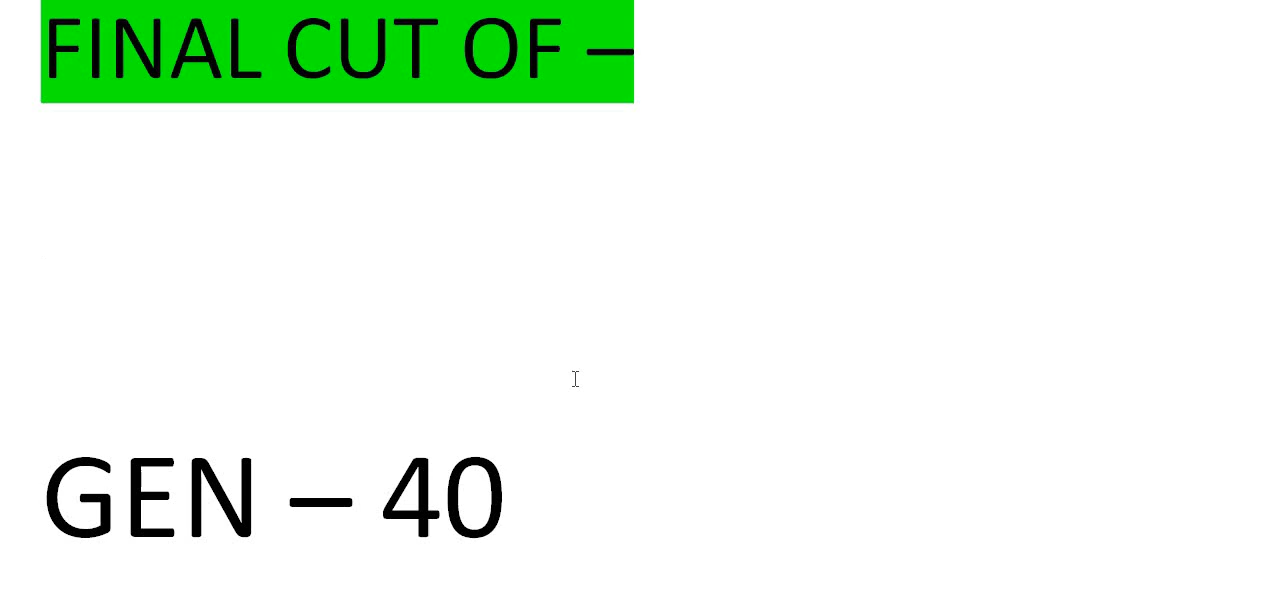 FINAL CUT OF –
GEN – 40